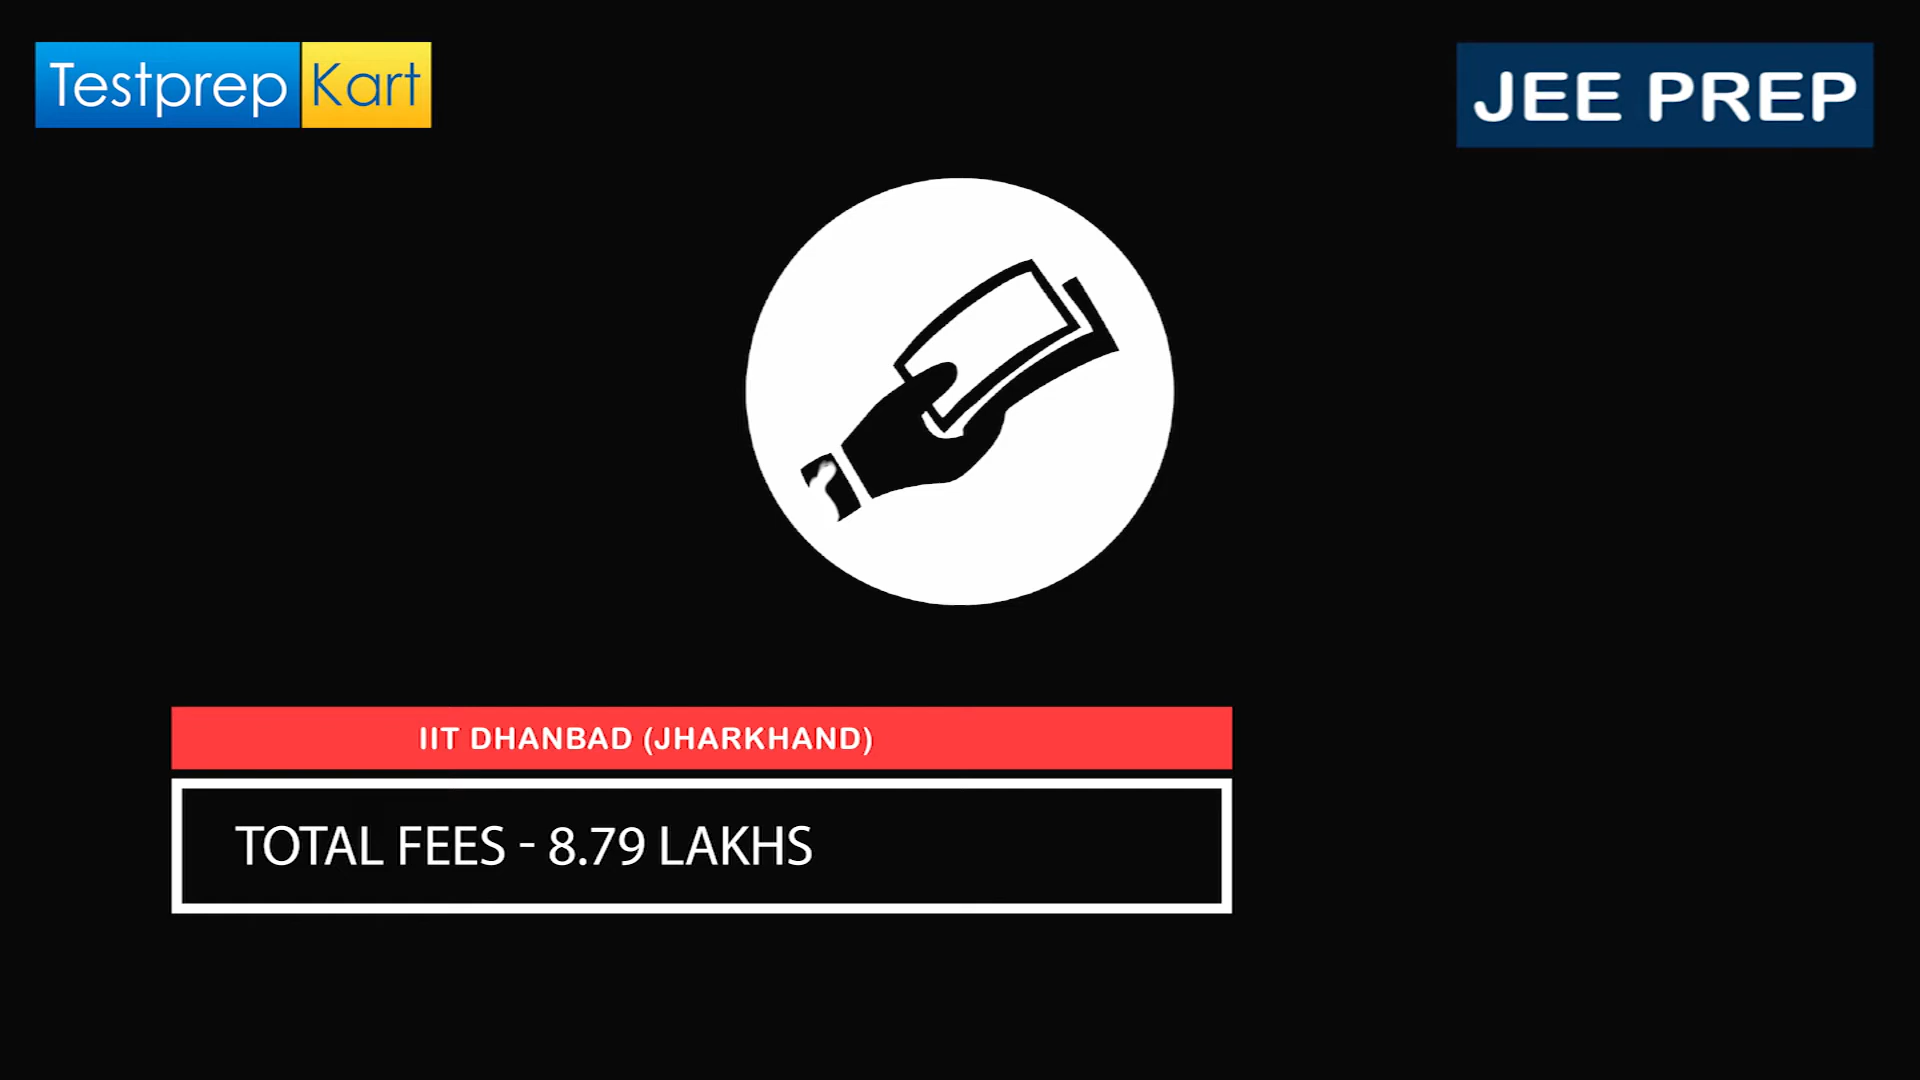 Testprep Kart
JEE PREP
IIT DHANBAD (JHARKHAND)
TOTAL FEES - 8.79 LAKHS